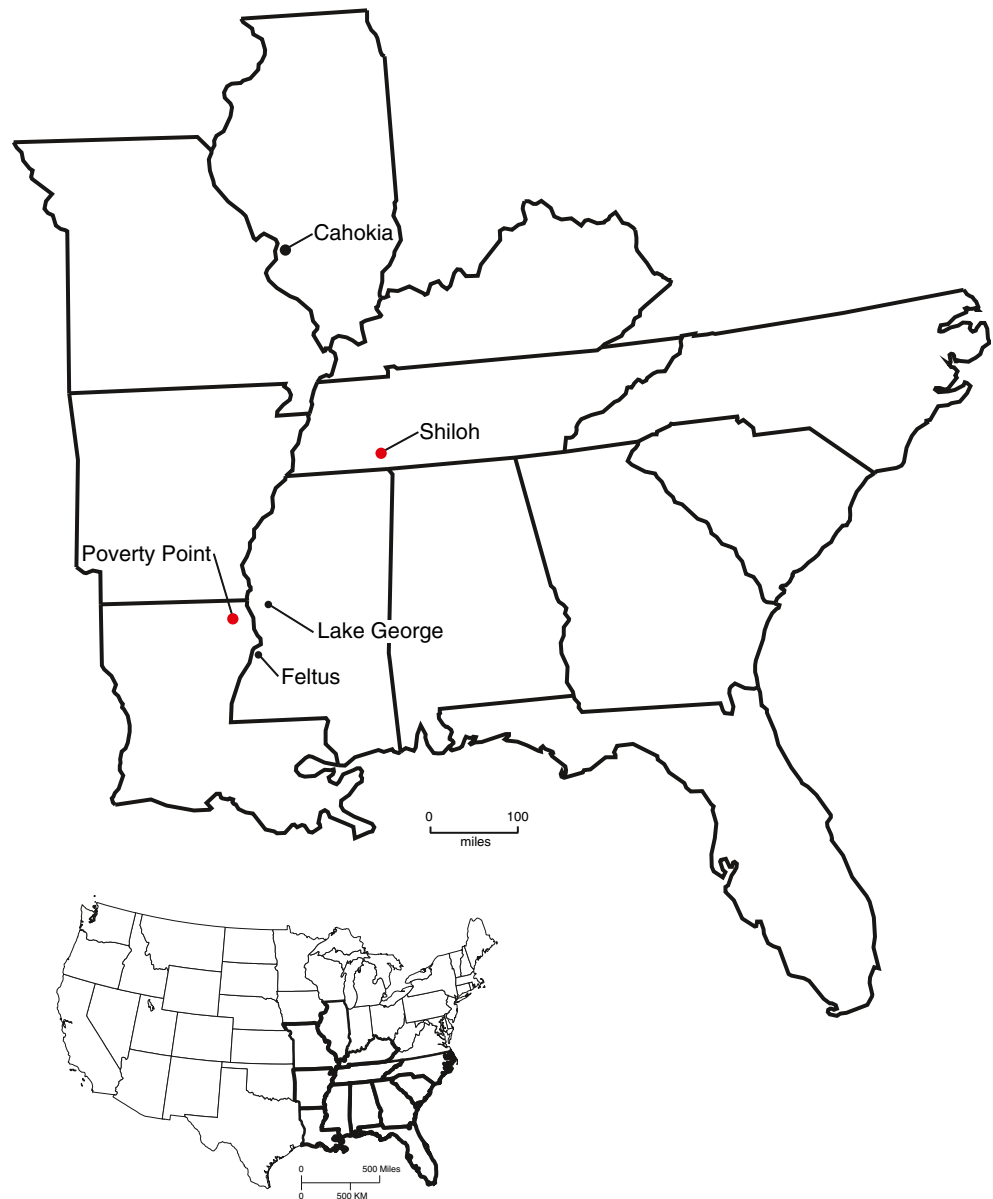 Cahokia
Shiloh
Poverty Point
Lake George
Feltus
0 100
miles
0 500 Miles
0 500 KM